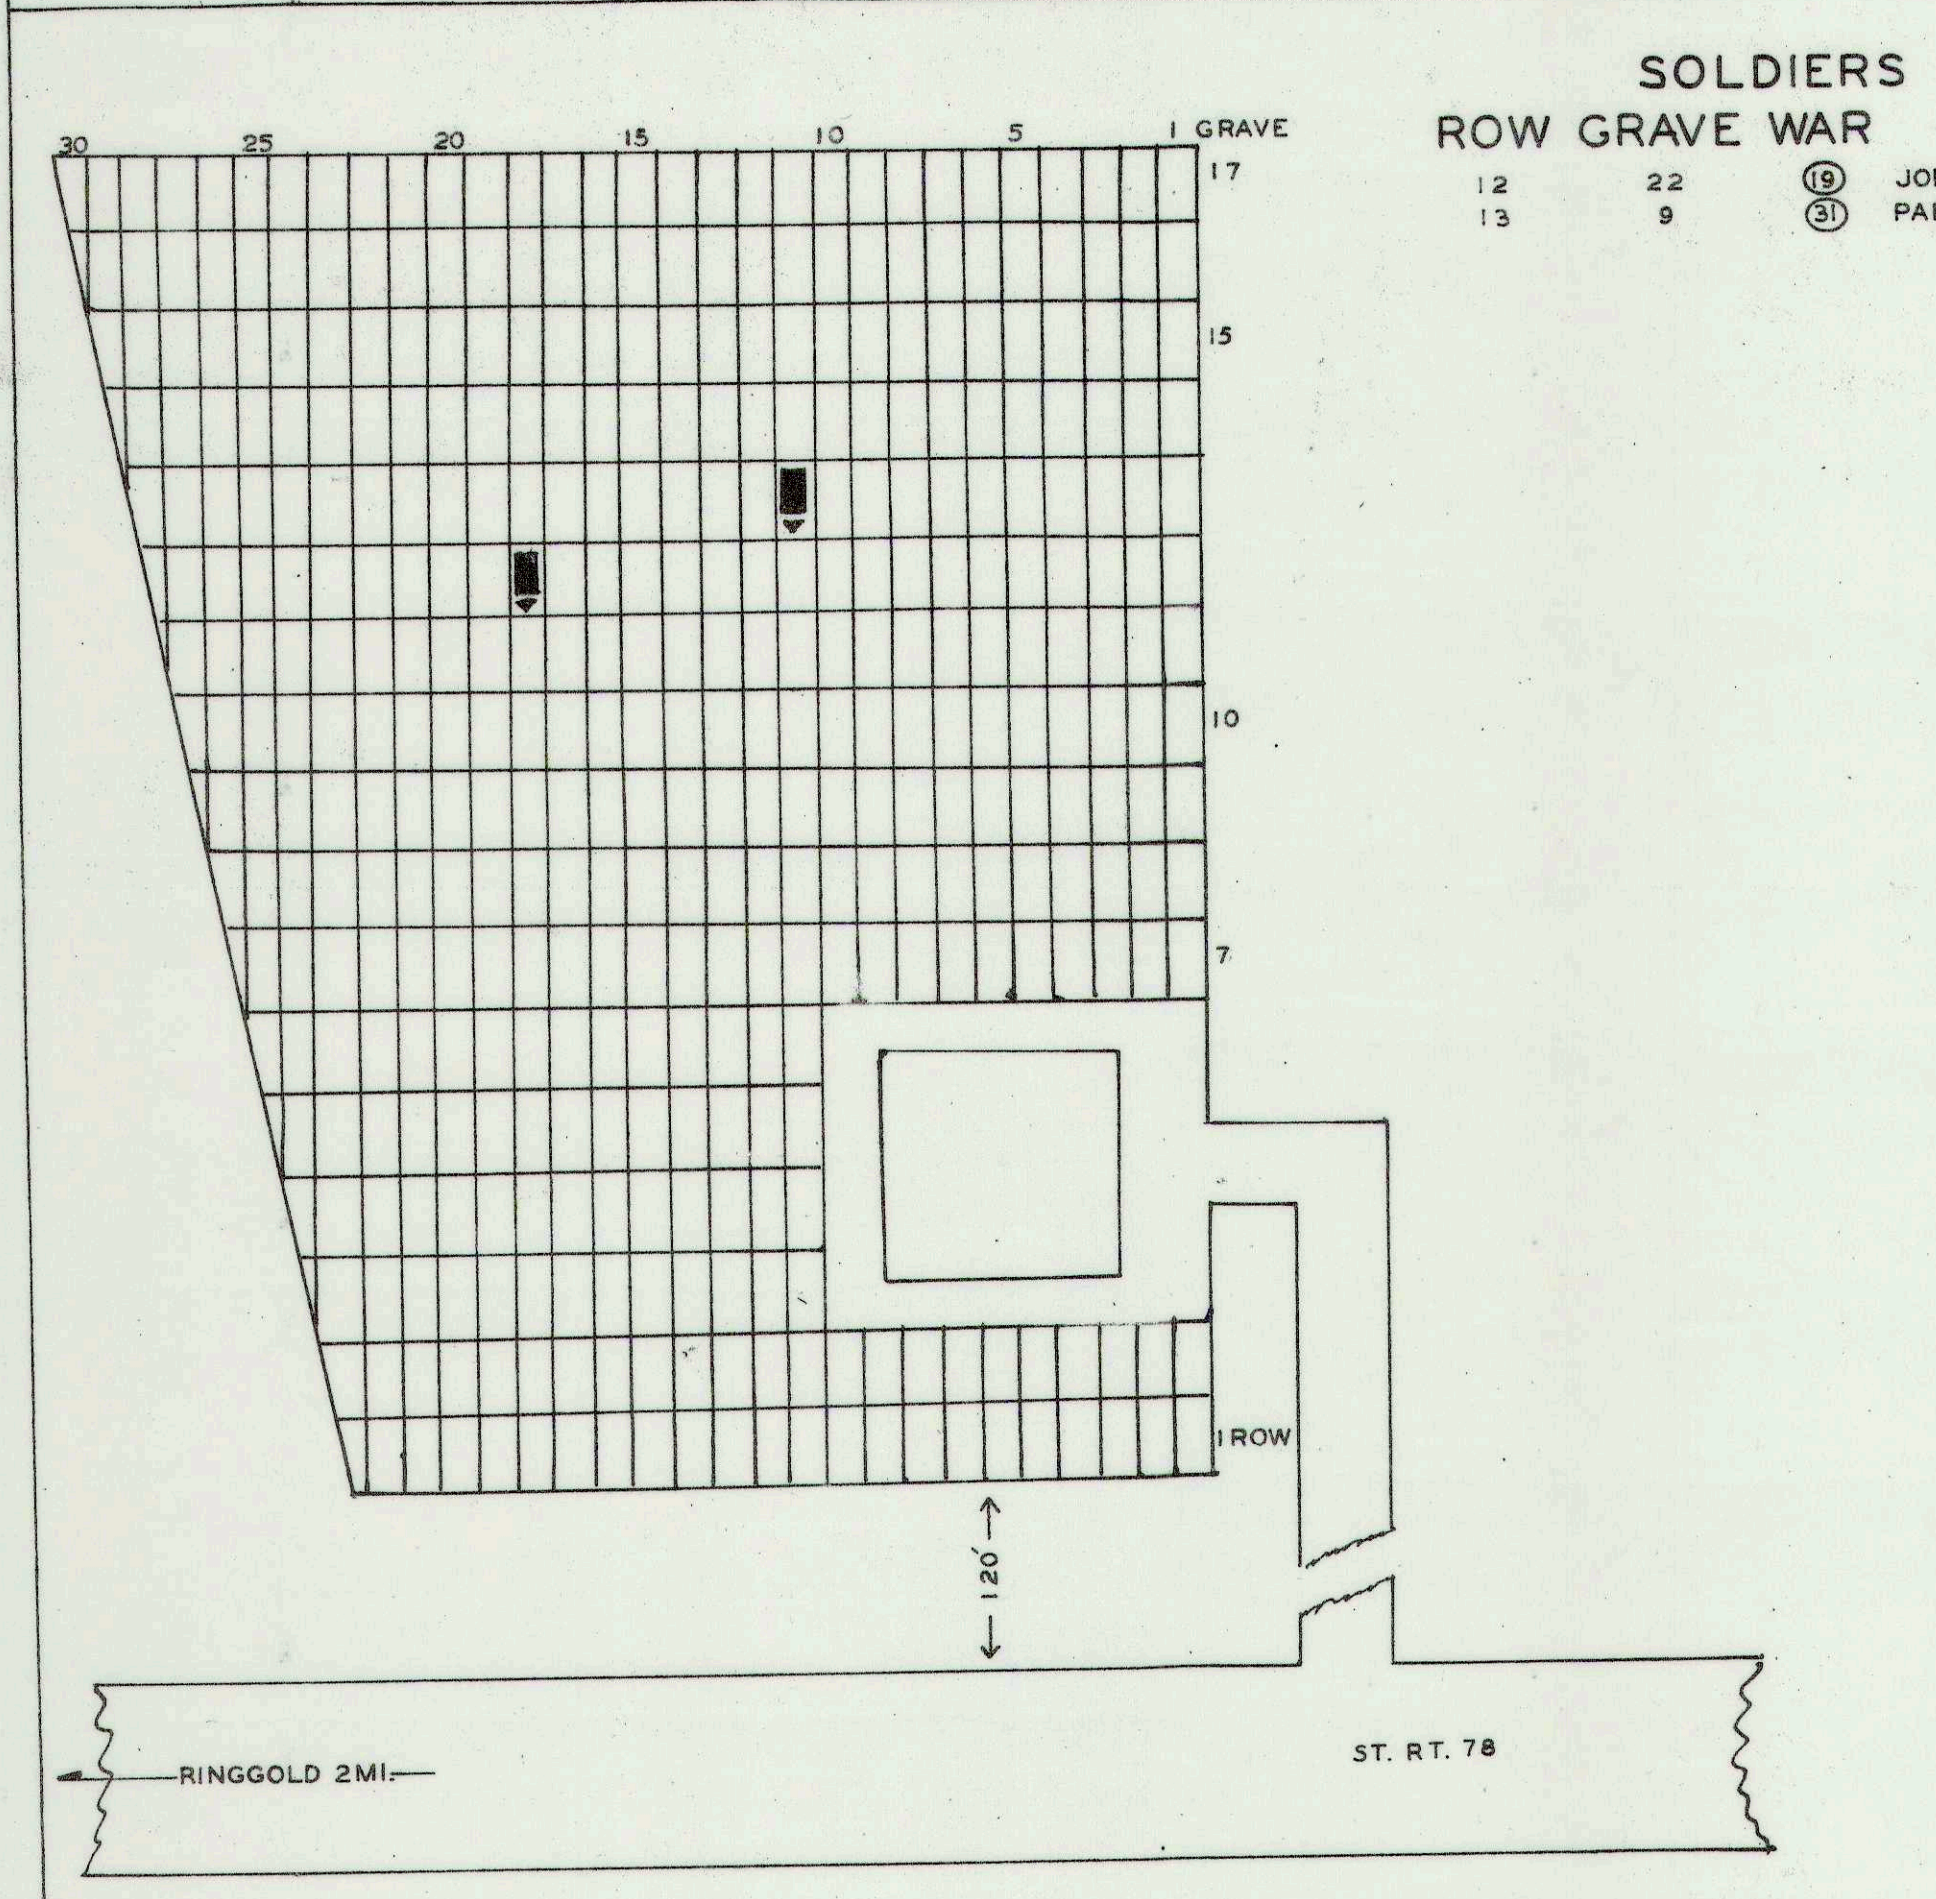 SOLDIERS
ROW GRAVE WAR
12 22 19
13 9 31
30 25 20 15 10 5 1 GRAVE
17
15
10
7
1 ROW
120'
ST. RT. 78
RINGGOLD 2MI.